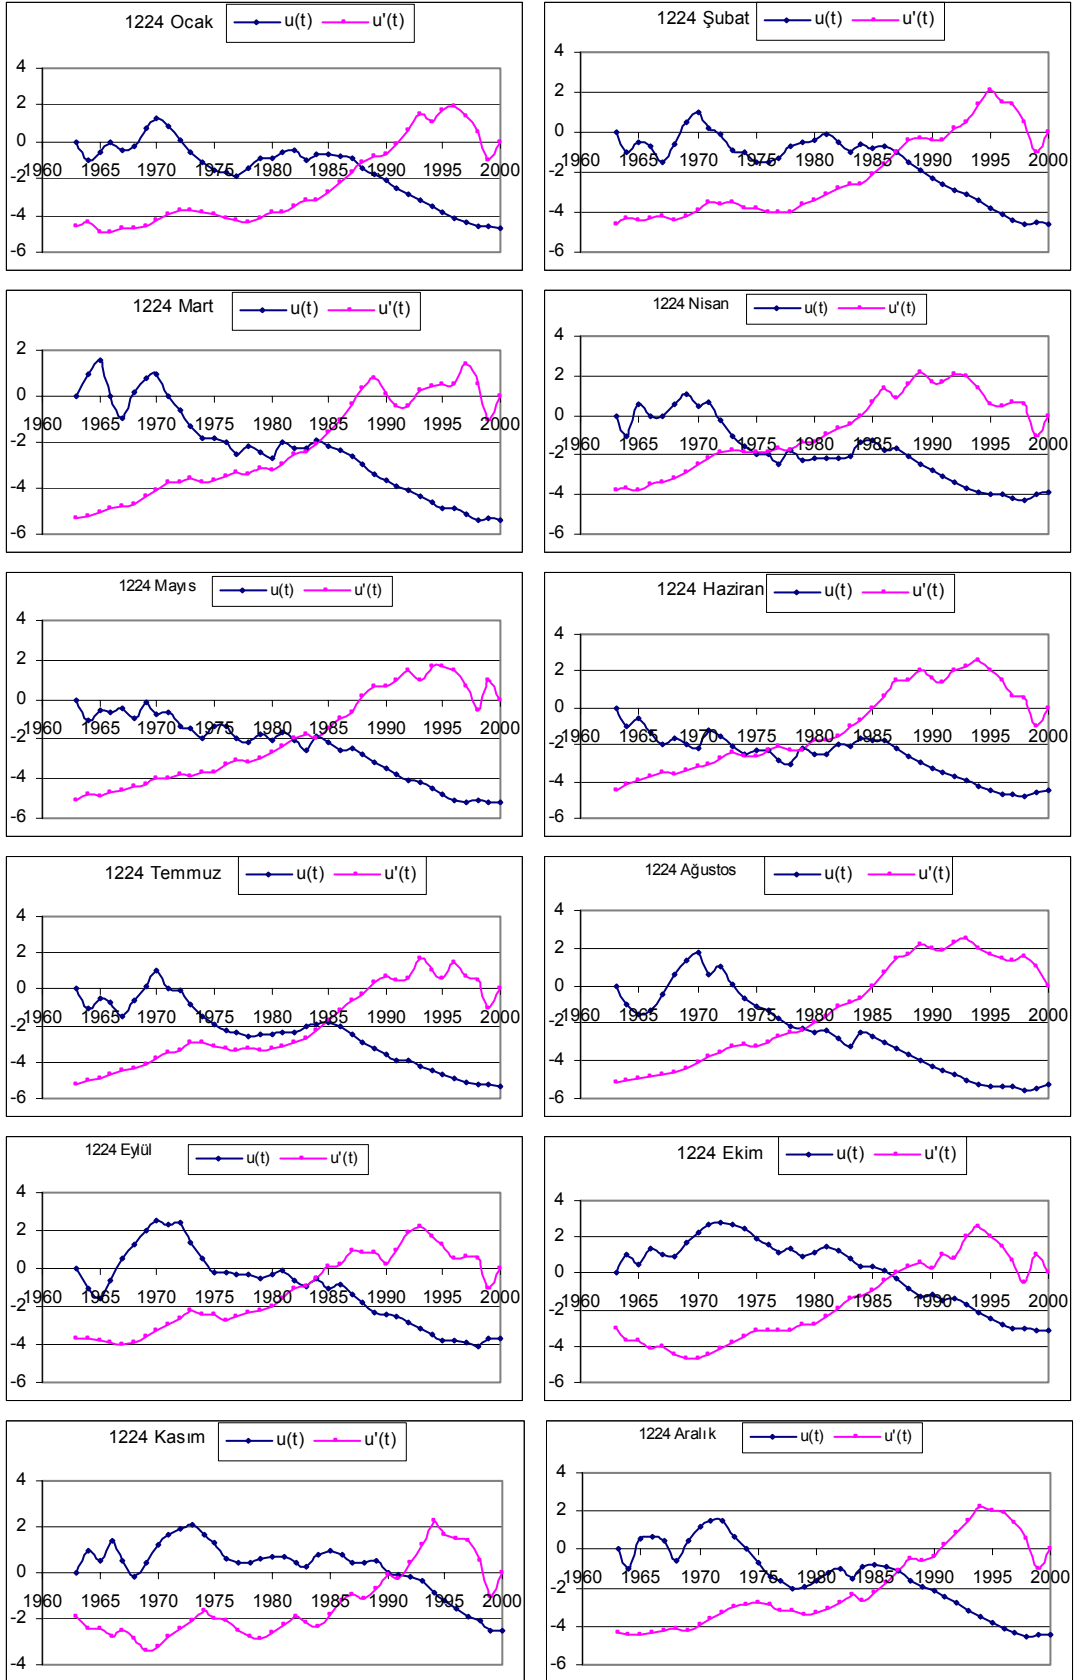 1224 Ocak u(t) u'(t)
4
2
0
-2
-4
-6
1960 1965 1970 1975 1980 1985 1990 1995 2000
1224 Şubat u(t) u'(t)
4
2
0
-2
-4
-6
1960 1965 1970 1975 1980 1985 1990 1995 2000
1224 Mart u(t) u'(t)
2
0
-2
-4
-6
1960 1965 1970 1975 1980 1985 1990 1995 2000
1224 Nisan u(t) u'(t)
4
2
0
-2
-4
-6
1960 1965 1970 1975 1980 1985 1990 1995 2000
1224 Mayıs u(t) u'(t)
4
2
0
-2
-4
-6
1960 1965 1970 1975 1980 1985 1990 1995 2000
1224 Haziran u(t) u'(t)
4
2
0
-2
-4
-6
1960 1965 1970 1975 1980 1985 1990 1995 2000
1224 Temmuz u(t) u'(t)
4
2
0
-2
-4
-6
1960 1965 1970 1975 1980 1985 1990 1995 2000
1224 Ağustos u(t) u'(t)
4
2
0
-2
-4
-6
1960 1965 1970 1975 1980 1985 1990 1995 2000
1224 Eylül u(t) u'(t)
4
2
0
-2
-4
-6
1960 1965 1970 1975 1980 1985 1990 1995 2000
1224 Ekim u(t) u'(t)
4
2
0
-2
-4
-6
1960 1965 1970 1975 1980 1985 1990 1995 2000
1224 Kasım u(t) u'(t)
4
2
0
-2
-4
1960 1965 1970 1975 1980 1985 1990 1995 2000
1224 Aralık u(t) u'(t)
4
2
0
-2
-4
-6
1960 1965 1970 1975 1980 1985 1990 1995 2000